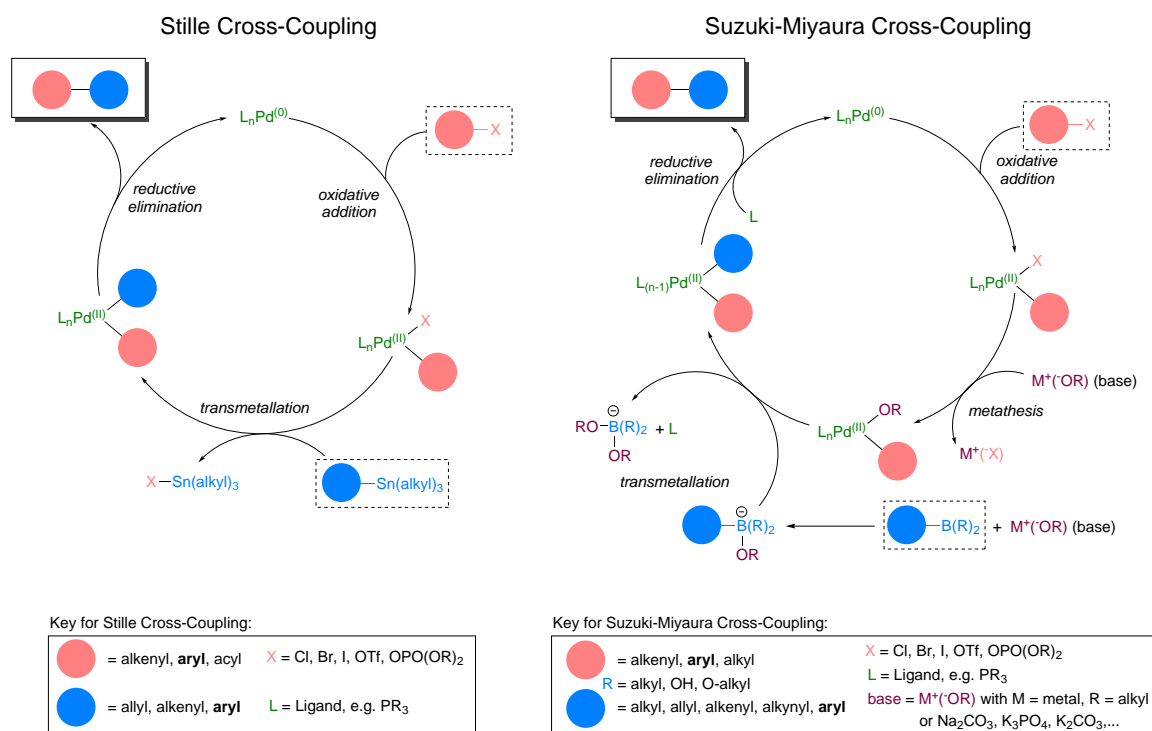 Stille Cross-Coupling
LnPd(0)
X
oxidative
addition
reductive
elimination
LnPd(II)
X
LnPd(II)
transmetallation
X—Sn(alkyl)3
Sn(alkyl)3
Key for Stille Cross-Coupling:
= alkenyl, aryl, acyl
X = Cl, Br, I, OTf, OPO(OR)2
= allyl, alkenyl, aryl
L = Ligand, e.g. PR3
Suzuki-Miyaura Cross-Coupling
LnPd(0)
X
oxidative
addition
reductive
elimination
L
L(n-1)Pd(II)
X
LnPd(II)
M+(-OR) (base)
metathesis
M+(-X)
OR
LnPd(II)
⊖
RO—B(R)2 + L
OR
transmetallation
⊖
B(R)2
OR
B(R)2 + M+(-OR) (base)
Key for Suzuki-Miyaura Cross-Coupling:
= alkenyl, aryl, alkyl
R = alkyl, OH, O-alkyl
= alkyl, allyl, alkenyl, alkynyl, aryl
X = Cl, Br, I, OTf, OPO(OR)2
L = Ligand, e.g. PR3
base = M+(-OR) with M = metal, R = alkyl
or Na2CO3, K3PO4, K2CO3,...